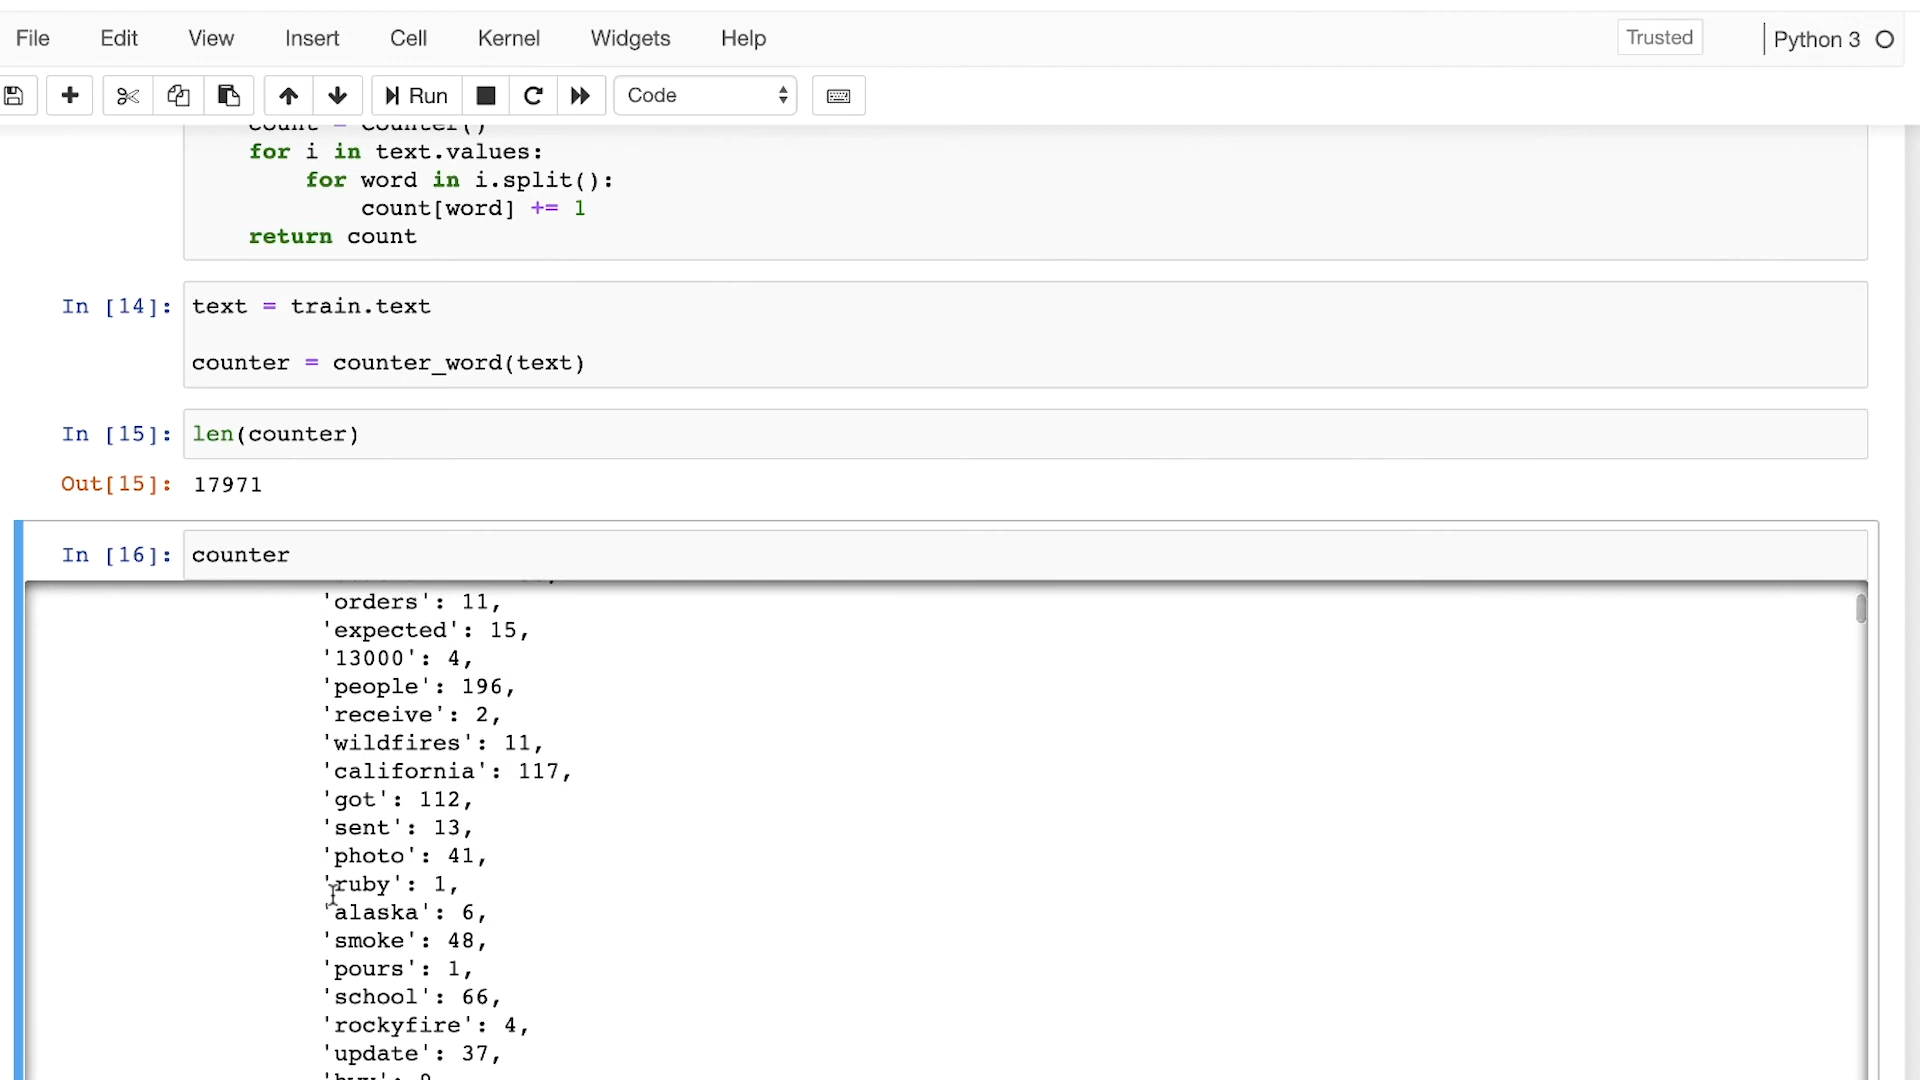 File Edit View Insert Cell Kernel Widgets Help Trusted Python 3
Run Code
count = Counter()
for i in text.values:
for word in i.split():
count[word] += 1
return count
In [14]: text = train.text
counter = counter_word(text)
In [15]: len(counter)
Out[15]: 17971
In [16]: counter
'orders': 11,
'expected': 15,
'13000': 4,
'people': 196,
'receive': 2,
'wildfires': 11,
'california': 117,
'got': 112,
'sent': 13,
'photo': 41,
'ruby': 1,
'alaska': 6,
'smoke': 48,
'pours': 1,
'school': 66,
'rockyfire': 4,
'update': 37,